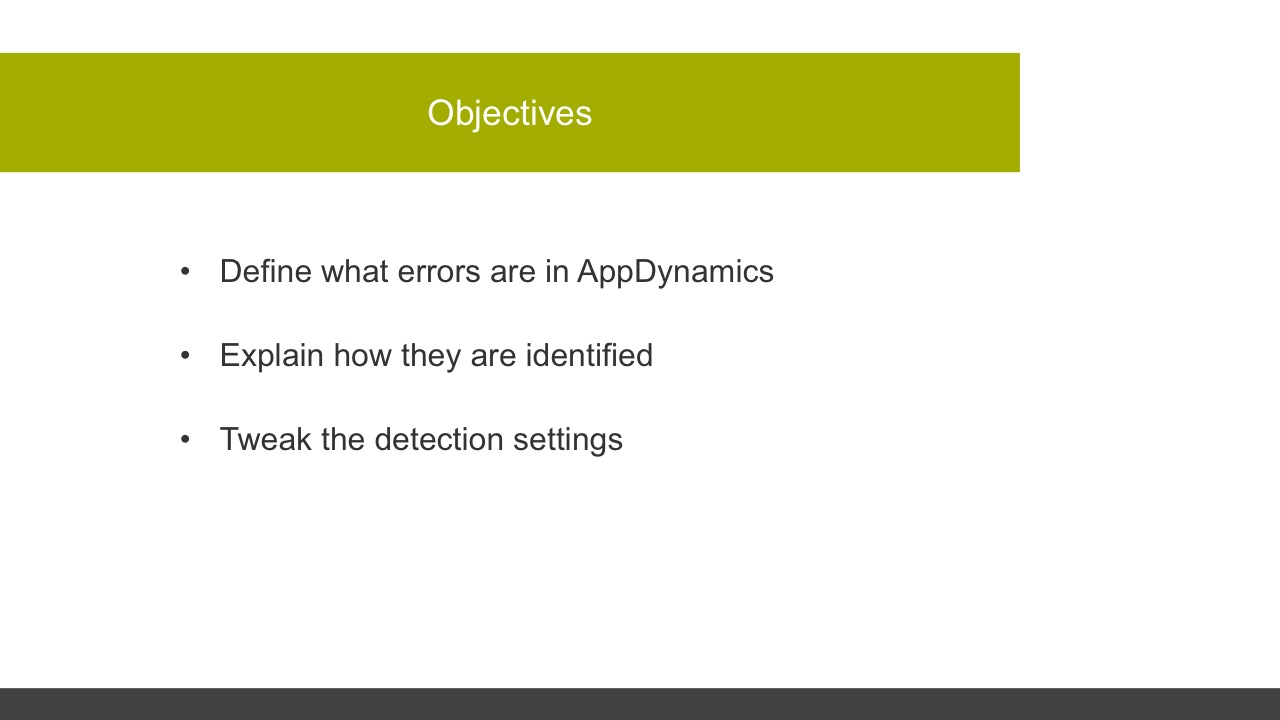 Objectives
• Define what errors are in AppDynamics
• Explain how they are identified
• Tweak the detection settings